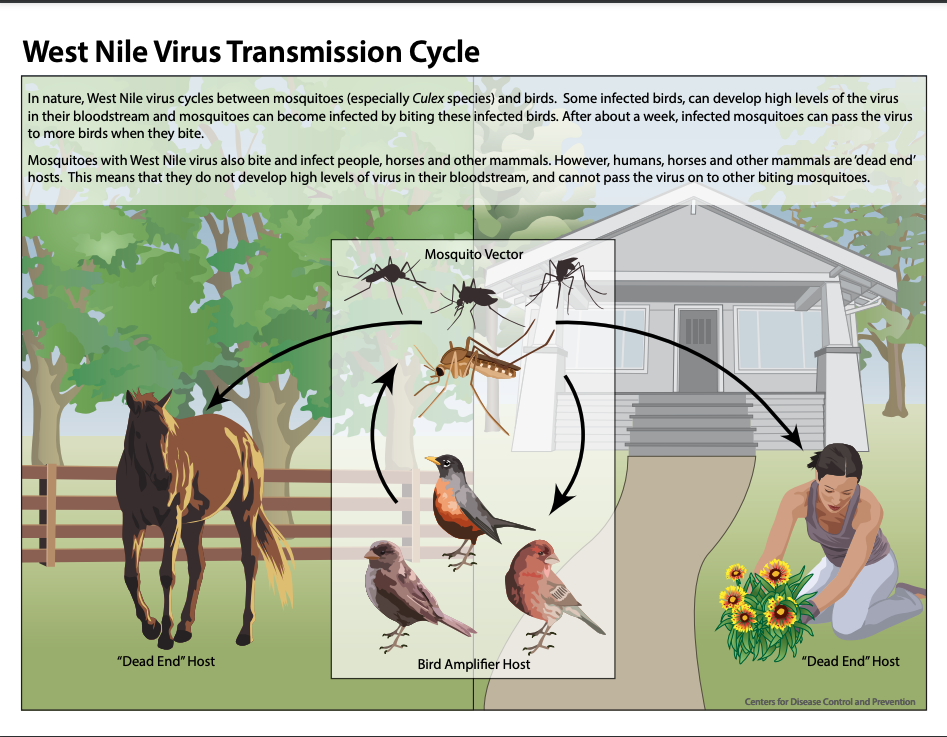 West Nile Virus Transmission Cycle
In nature, West Nile virus cycles between mosquitoes (especially Culex species) and birds. Some infected birds, can develop high levels of the virus
in their bloodstream and mosquitoes can become infected by biting these infected birds. After about a week, infected mosquitoes can pass the virus
to more birds when they bite.
Mosquitoes with West Nile virus also bite and infect people, horses and other mammals. However, humans, horses and other mammals are ‘dead end’
hosts. This means that they do not develop high levels of virus in their bloodstream, and cannot pass the virus on to other biting mosquitoes.
Mosquito Vector
“Dead End” Host
Bird Amplifier Host
“Dead End” Host
Centers for Disease Control and Prevention